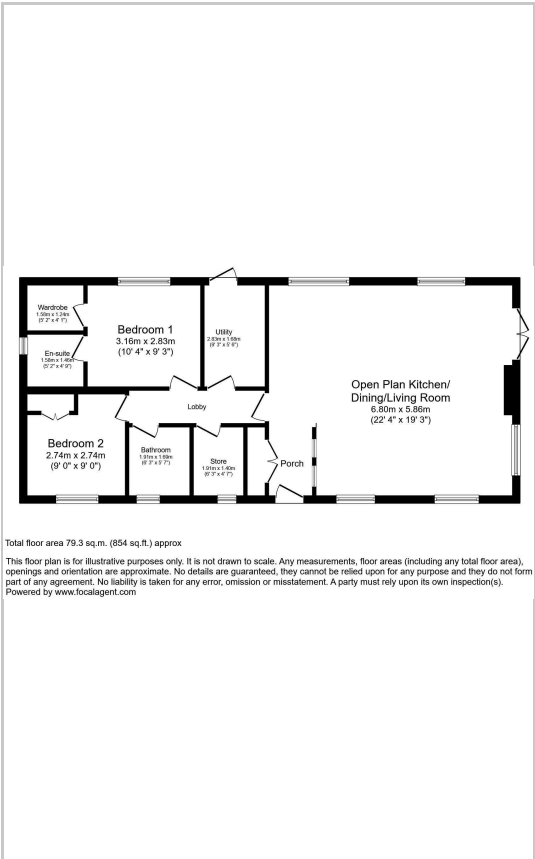 Wardrobe
1.58m x 1.24m
(5' 2" x 4' 1")
Bedroom 1
3.16m x 2.83m
(10' 4" x 9' 3")
Utility
2.83m x 1.68m
(9' 3" x 5' 6")
En-suite
1.58m x 1.46m
(5' 2" x 4' 9")
Open Plan Kitchen/
Dining/Living Room
6.80m x 5.86m
(22' 4" x 19' 3")
Lobby
Bedroom 2
2.74m x 2.74m
(9' 0" x 9' 0")
Bathroom
1.91m x 1.69m
(6' 3" x 5' 7")
Store
1.91m x 1.40m
(6' 3" x 4' 7")
Porch
Total floor area 79.3 sq.m. (854 sq.ft.) approx
This floor plan is for illustrative purposes only. It is not drawn to scale. Any measurements, floor areas (including any total floor area),
openings and orientation are approximate. No details are guaranteed, they cannot be relied upon for any purpose and they do not form
part of any agreement. No liability is taken for any error, omission or misstatement. A party must rely upon its own inspection(s).
Powered by www.focalagent.com